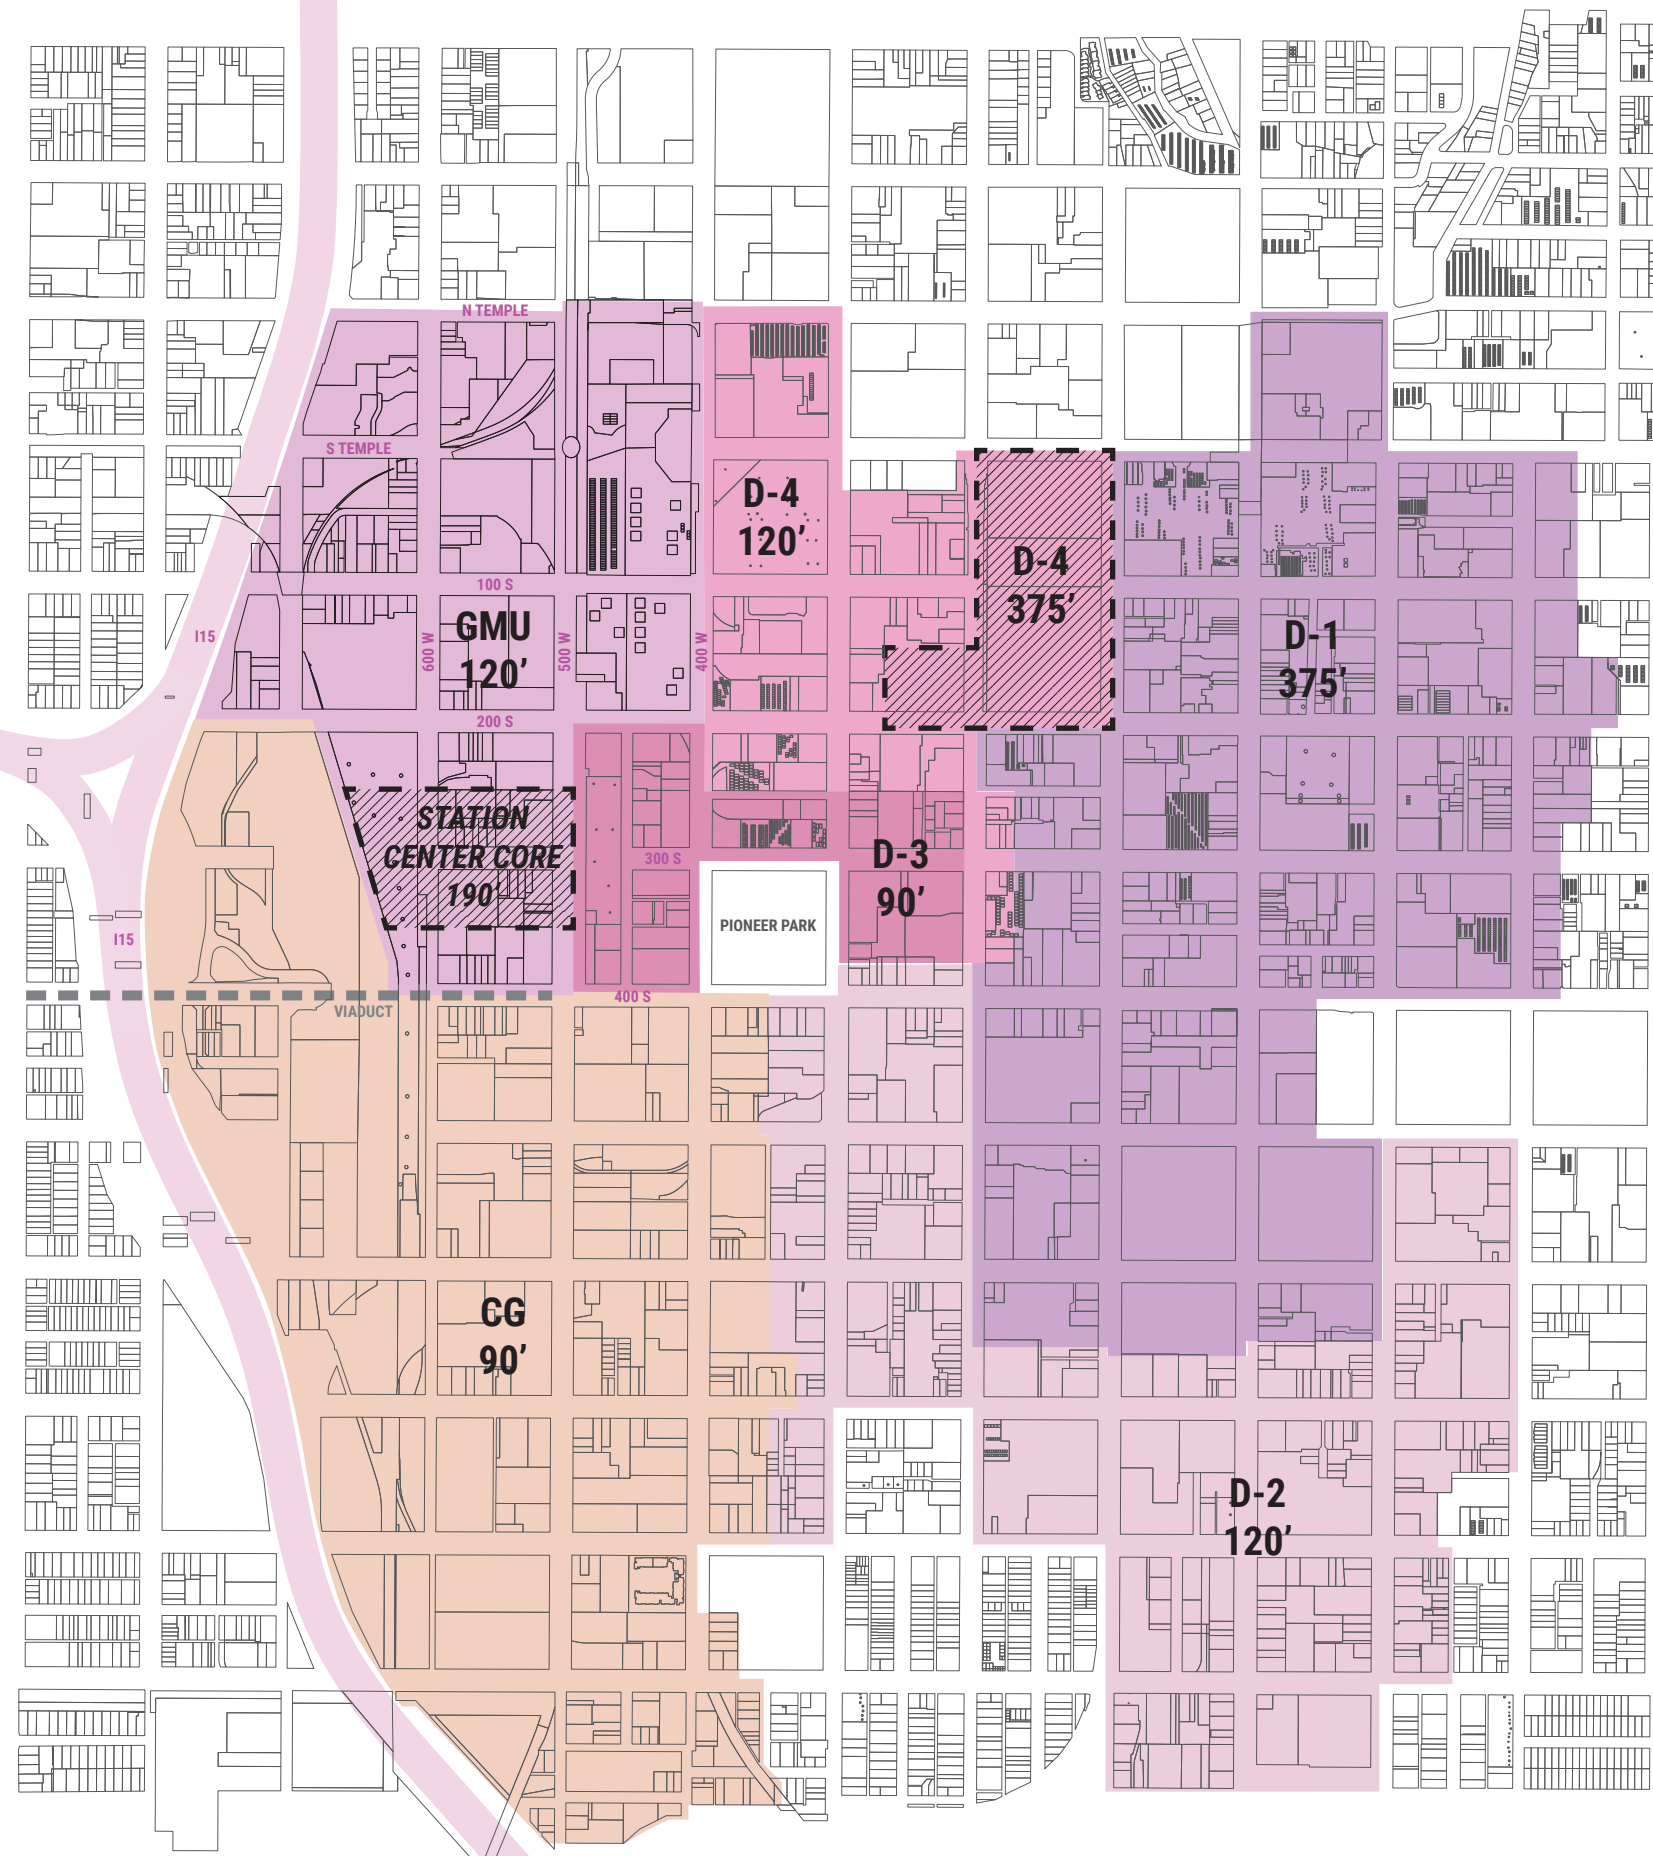 N TEMPLE
S TEMPLE
D-4
120’
D-4
375’
100 S
I15
600 W
GMU
120’
500 W
400 W
D-1
375’
200 S
STATION
CENTER CORE
190’
300 S
D-3
90’
PIONEER PARK
I15
400 S
VIADUCT
CG
90’
D-2
120’